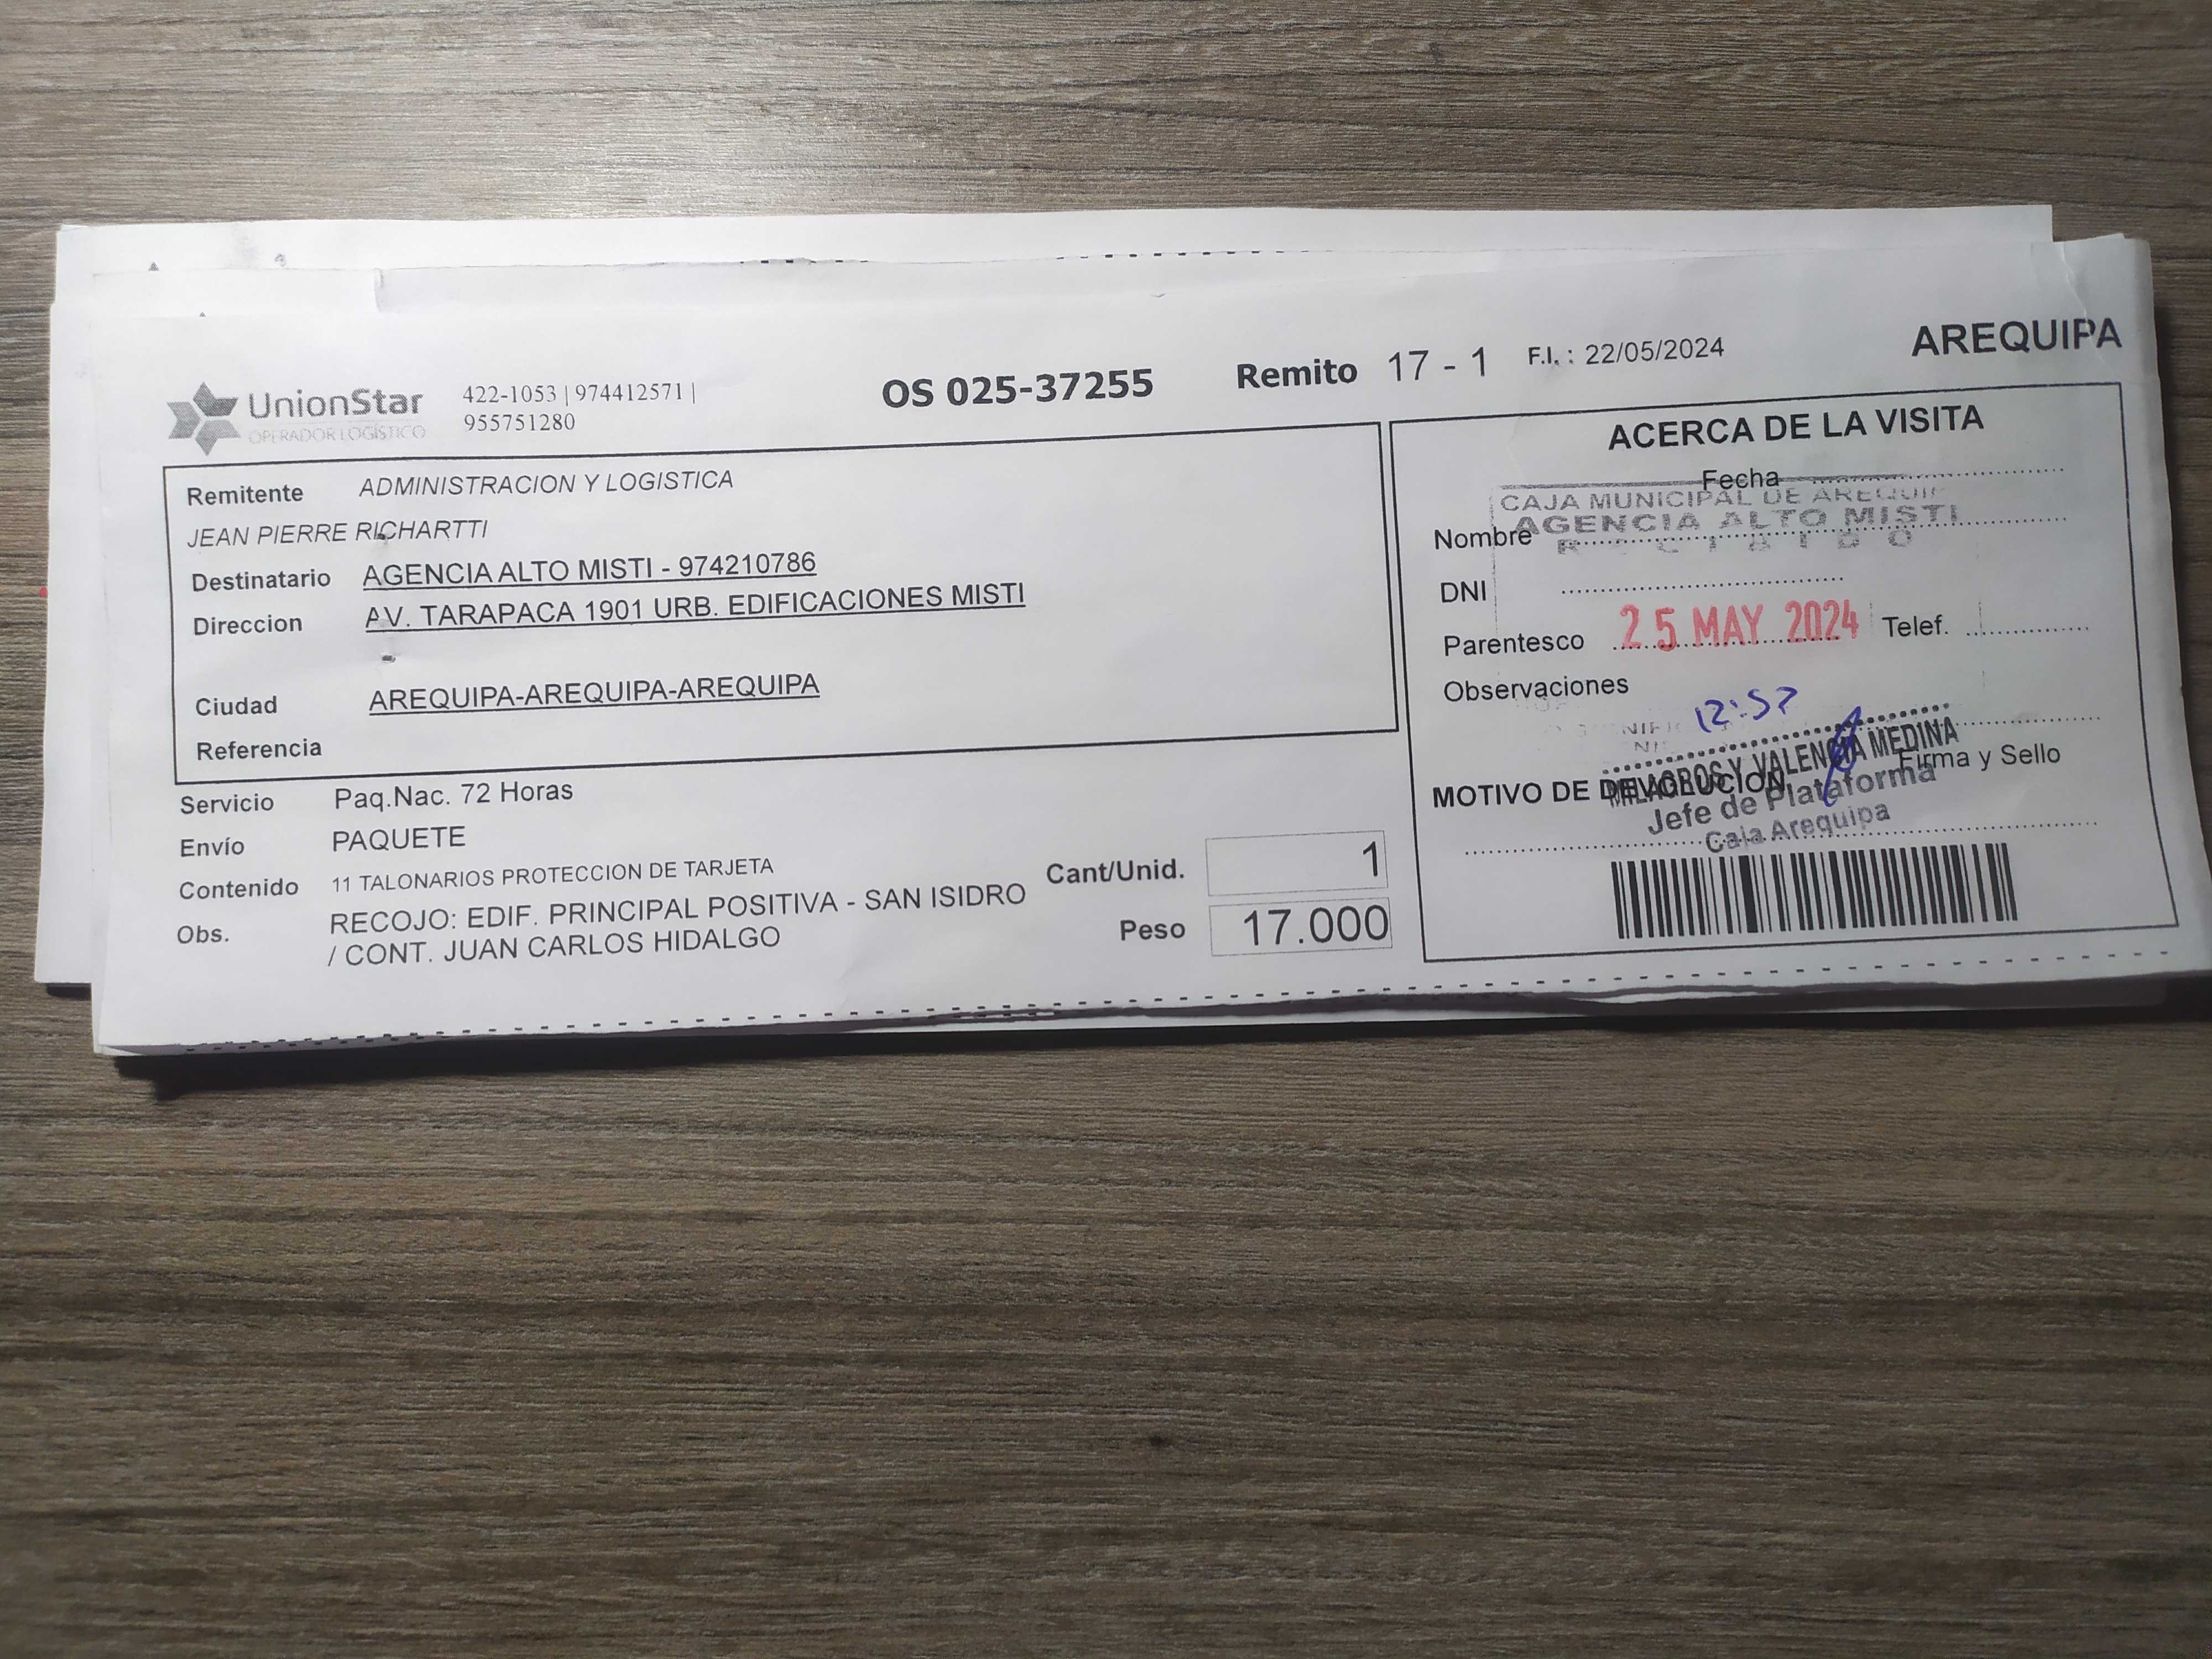 UnionStar
OPERADOR LOGÍSTICO
422-1053 | 974412571 |
955751280
OS 025-37255
Remito 17 - 1
F.I. : 22/05/2024
AREQUIPA
Remitente ADMINISTRACION Y LOGISTICA
JEAN PIERRE RICHARTTI
Destinatario AGENCIA ALTO MISTI - 974210786
Direccion AV. TARAPACA 1901 URB. EDIFICACIONES MISTI
-
Ciudad AREQUIPA-AREQUIPA-AREQUIPA
Referencia
Servicio Paq.Nac. 72 Horas
Envío PAQUETE
Contenido 11 TALONARIOS PROTECCION DE TARJETA
Obs. RECOJO: EDIF. PRINCIPAL POSITIVA - SAN ISIDRO
/ CONT. JUAN CARLOS HIDALGO
Cant/Unid. 1
Peso 17.000
ACERCA DE LA VISITA
Fecha
CAJA MUNICIPAL DE AREQUIP
Nombre
AGENCIA ALTO MISTI
DNI
25 MAY 2024
Parentesco
Telef.
Observaciones
12:57
MILAGROS Y. VALENCIA MEDINA
Firma y Sello
MOTIVO DE DEVOLUCION
Jefe de Plataforma
Caja Arequipa